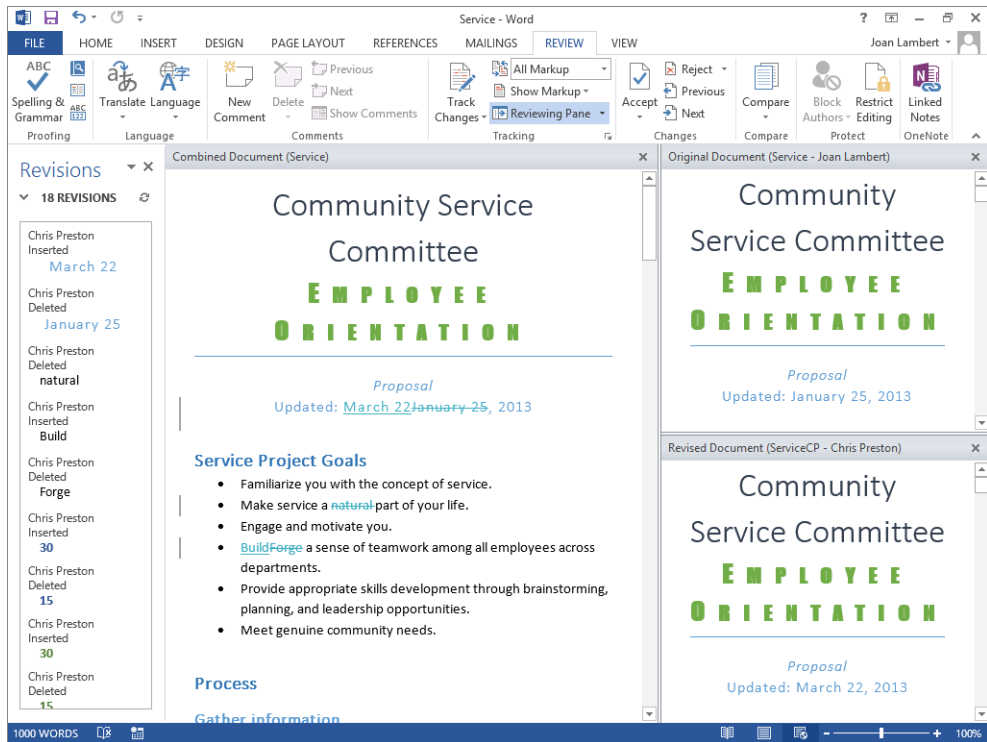 Service - Word
FILE HOME INSERT DESIGN PAGE LAYOUT REFERENCES MAILINGS REVIEW VIEW Joan Lambert
ABC
Spelling & Grammar
ABC
123
Proofing
Translate Language
Language
New Comment
Delete
Previous
Next
Show Comments
Comments
Track Changes
All Markup
Show Markup
Reviewing Pane
Tracking
Accept
Reject
Previous
Next
Changes
Compare
Compare
Block Authors
Restrict Editing
Protect
Linked Notes
OneNote
Revisions
18 REVISIONS
Chris Preston
Inserted
March 22
Chris Preston
Deleted
January 25
Chris Preston
Deleted
natural
Chris Preston
Inserted
Build
Chris Preston
Deleted
Forge
Chris Preston
Inserted
30
Chris Preston
Deleted
15
Chris Preston
Inserted
30
Chris Preston
Deleted
15
Combined Document (Service)
Community Service
Committee
EMPLOYEE
ORIENTATION
Proposal
Updated: March 22January 25, 2013
Service Project Goals
• Familiarize you with the concept of service.
• Make service a natural part of your life.
• Engage and motivate you.
• BuildForge a sense of teamwork among all employees across
departments.
• Provide appropriate skills development through brainstorming,
planning, and leadership opportunities.
• Meet genuine community needs.
Process
Gather information
Original Document (Service - Joan Lambert)
Community
Service Committee
EMPLOYEE
ORIENTATION
Proposal
Updated: January 25, 2013
Revised Document (ServiceCP - Chris Preston)
Community
Service Committee
EMPLOYEE
ORIENTATION
Proposal
Updated: March 22, 2013
1000 WORDS
100%